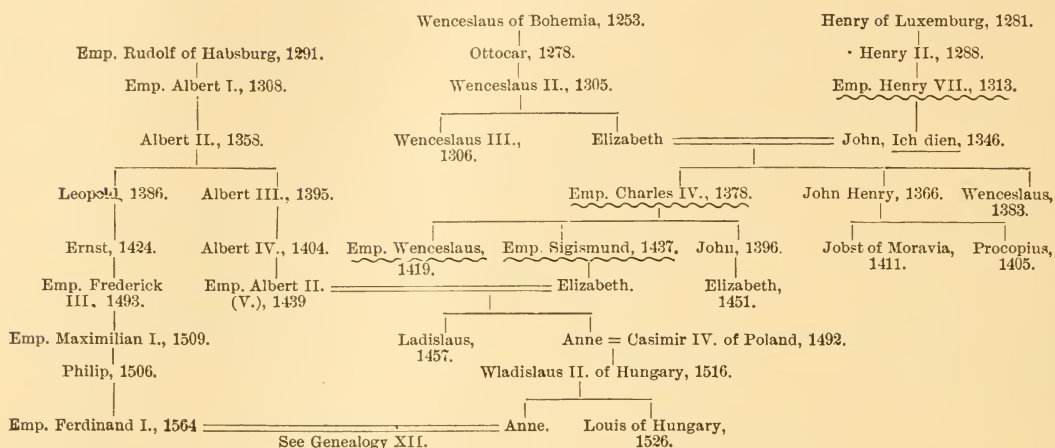 Wenceslaus of Bohemia, 1253. Henry of Luxemburg, 1281.
Emp. Rudolf of Habsburg, 1291. Ottocar, 1278. Henry II., 1288.
Emp. Albert I., 1308. Wenceslaus II., 1305. Emp. Henry VII., 1313.
Albert II., 1358. Wenceslaus III., Elizabeth John, Ich dien, 1346.
1306.
Leopold, 1386. Albert III., 1395. Emp. Charles IV., 1378. John Henry, 1366. Wenceslaus,
1383.
Ernst, 1424. Albert IV., 1404. Emp. Wenceslaus, Emp. Sigismund, 1437. John, 1396. Jobst of Moravia, Procopius,
1419. 1411. 1405.
Emp. Frederick Emp. Albert II. Elizabeth. Elizabeth,
III., 1493. (V.), 1439 1451.
Emp. Maximilian I., 1509. Ladislaus, Anne = Casimir IV. of Poland, 1492.
1457.
Philip, 1506. Wladislaus II. of Hungary, 1516.
Emp. Ferdinand I., 1564 Anne. Louis of Hungary,
See Genealogy XII. 1526.